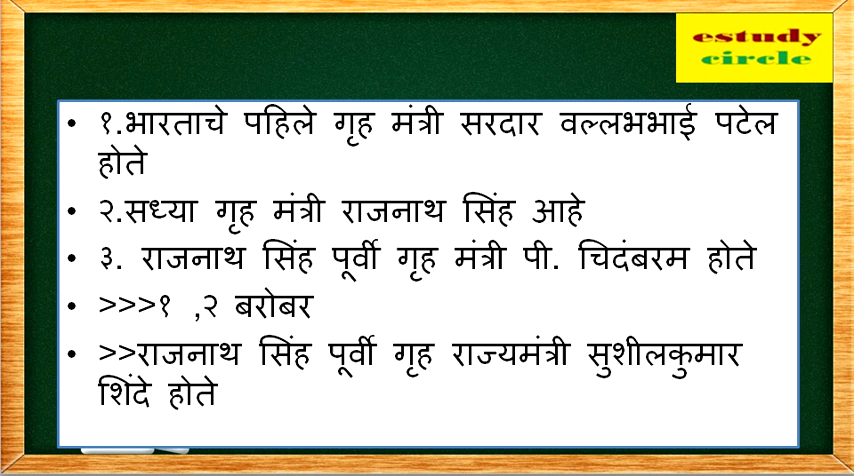 estudy
circle
• १.भारताचे पहिले गृह मंत्री सरदार वल्लभभाई पटेल
होते
• २.सध्या गृह मंत्री राजनाथ सिंह आहे
• ३. राजनाथ सिंह पूर्वी गृह मंत्री पी. चिदंबरम होते
• >>>१ ,२ बरोबर
• >>राजनाथ सिंह पूर्वी गृह राज्यमंत्री सुशीलकुमार
शिंदे होते